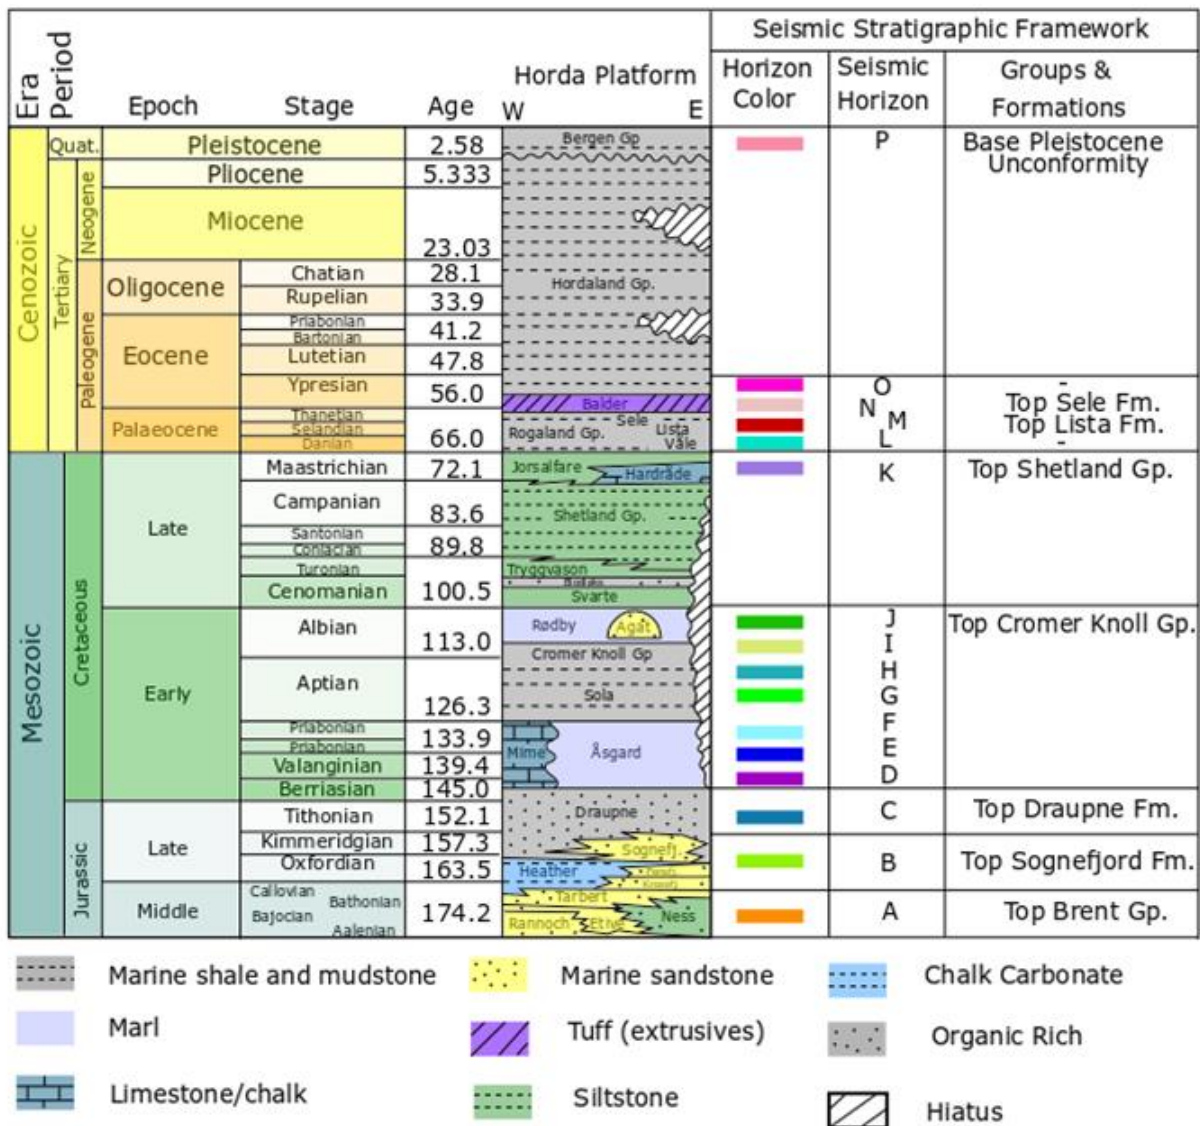 Seismic Stratigraphic Framework
Era
Period
Epoch
Stage
Age
Horda Platform
W
E
Horizon Color
Seismic Horizon
Groups & Formations
Cenozoic
Quat.
Tertiary
Neogene
Paleogene
Pleistocene
2.58
Pliocene
5.333
Miocene
23.03
Oligocene
Chatian
28.1
Rupelian
33.9
Eocene
Priabonian
41.2
Bartonian
Lutetian
47.8
Ypresian
56.0
Palaeocene
Thanetian
Selandian
Danian
66.0
Mesozoic
Cretaceous
Late
Maastrichian
72.1
Campanian
83.6
Santonian
89.8
Coniacian
Turonian
Cenomanian
100.5
Early
Albian
113.0
Aptian
126.3
Priabonian
133.9
Priabonian
Valanginian
139.4
Berriasian
145.0
Jurassic
Late
Tithonian
152.1
Kimmeridgian
157.3
Oxfordian
163.5
Middle
Callovian
Bathonian
Bajocian
Aalenian
174.2
Bergen Gp
Hordaland Gp.
Balder
Sele
Rogaland Gp.
Lista
Våle
Jorsalfare
Hardråde
Shetland Gp.
Tryggvason
Svarte
Rødby
Agat
Cromer Knoll Gp
Sola
Mime
Åsgard
Draupne
Sognefj.
Heather
Tarbert
Rannoch
Etive
Ness
P
Base Pleistocene
Unconformity
O
-
N
Top Sele Fm.
M
Top Lista Fm.
L
-
K
Top Shetland Gp.
J
Top Cromer Knoll Gp.
I
H
G
F
E
D
C
Top Draupne Fm.
B
Top Sognefjord Fm.
A
Top Brent Gp.
Marine shale and mudstone
Marine sandstone
Chalk Carbonate
Marl
Tuff (extrusives)
Organic Rich
Limestone/chalk
Siltstone
Hiatus